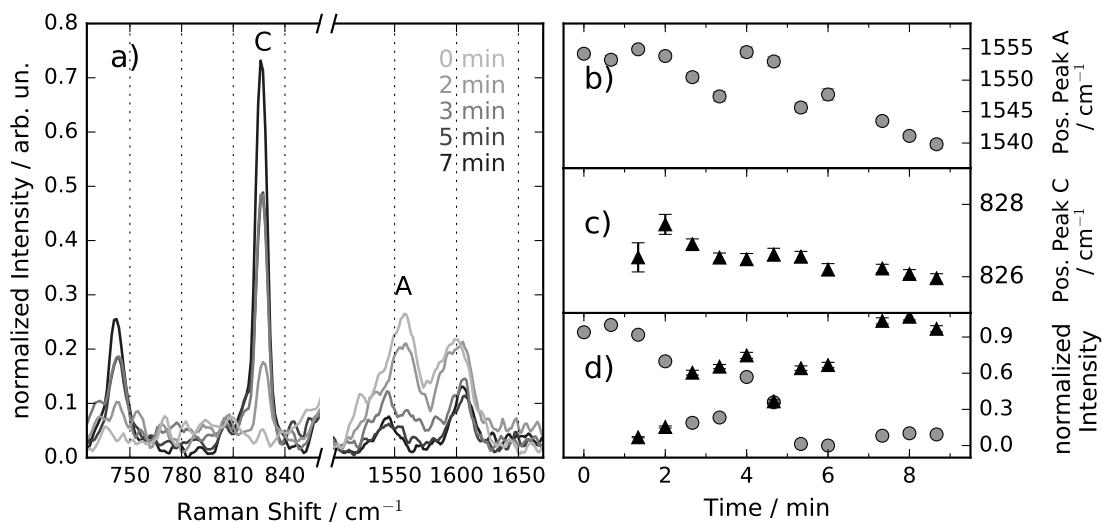 0.8
0.7
0.6
0.5
0.4
0.3
0.2
0.1
0.0
normalized Intensity / arb. un.
a)
C
A
0 min
2 min
3 min
5 min
7 min
750 780 810 840 1550 1600 1650
Raman Shift / cm⁻¹
b)
1555
1550
1545
1540
Pos. Peak A
/ cm⁻¹
c)
828
826
Pos. Peak C
/ cm⁻¹
d)
0.9
0.6
0.3
0.0
normalized
Intensity
0 2 4 6 8
Time / min